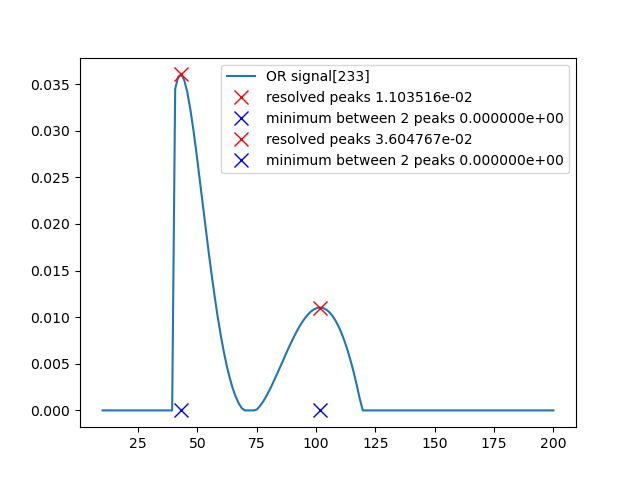 OR signal[233]
resolved peaks 1.103516e-02
minimum between 2 peaks 0.000000e+00
resolved peaks 3.604767e-02
minimum between 2 peaks 0.000000e+00
0.035
0.030
0.025
0.020
0.015
0.010
0.005
0.000
25 50 75 100 125 150 175 200